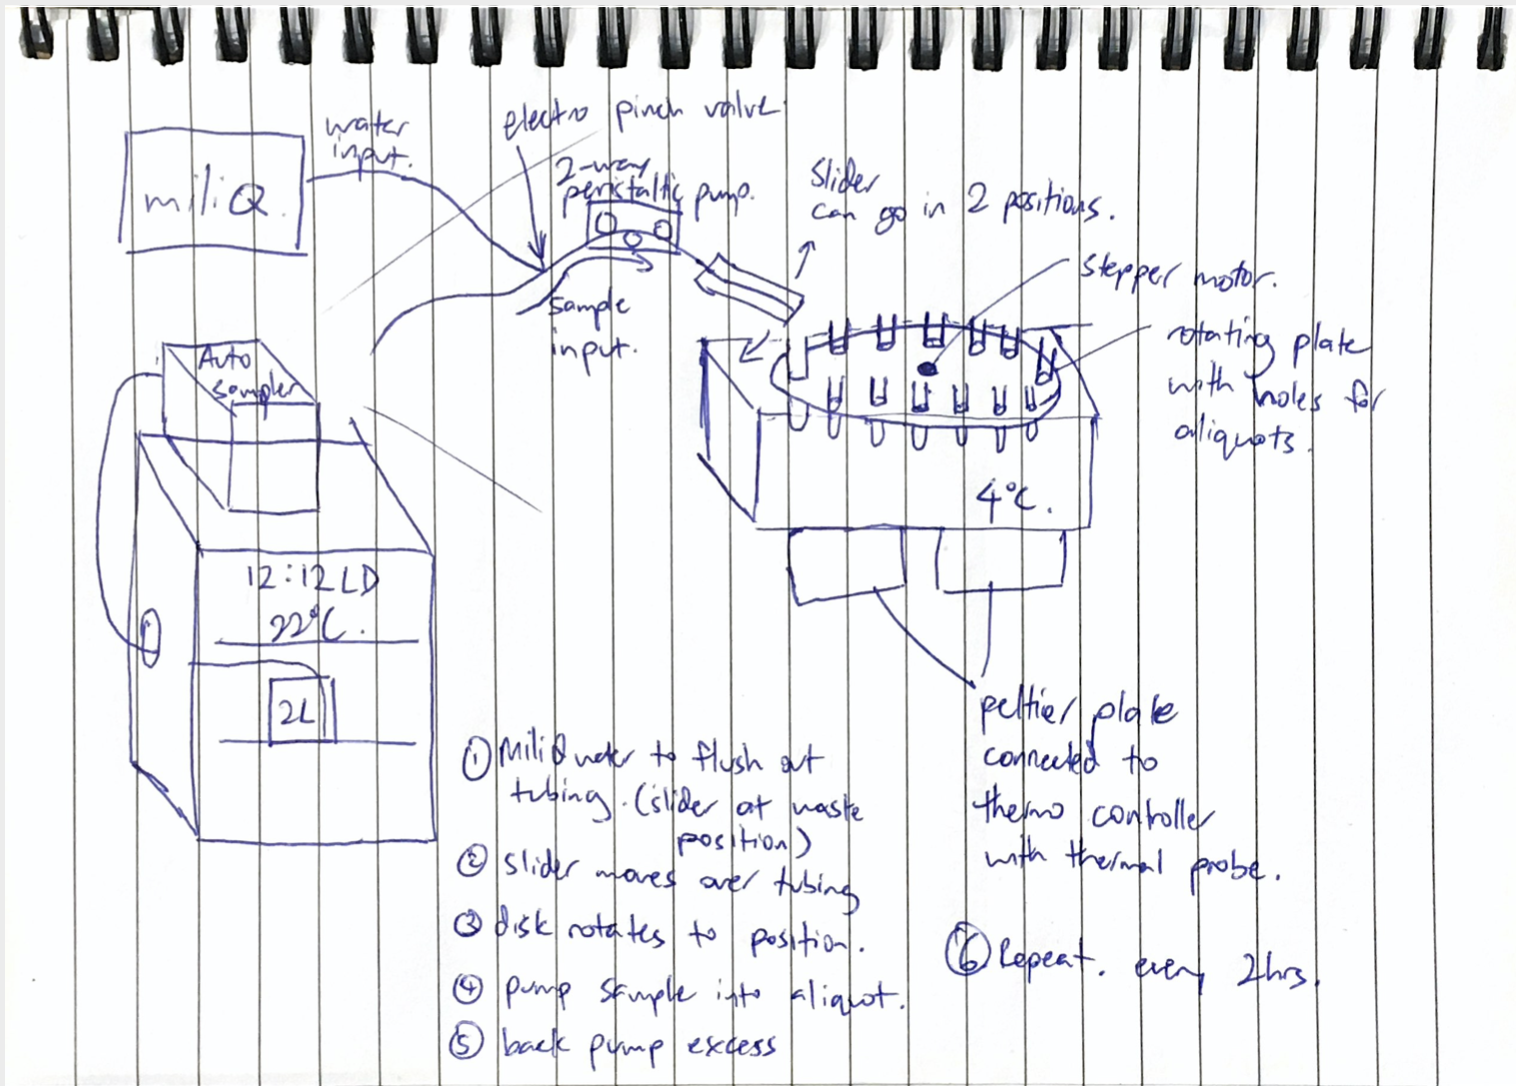 miliQ.
water
input.
electro pinch valve.
2-way
peristaltic pump.
Slider
can go in 2 positions.
stepper motor.
rotating plate
with holes for
aliquots.
sample
input.
Auto
sampler
4°C.
12:12LD
22°C.
2L
peltier plate
connected to
thermo controller
with thermal probe.
① MiliQ water to flush out
tubing. (slider at waste
position)
② slider moves over tubing
③ disk rotates to position.
④ pump sample into aliquot.
⑤ back pump excess
⑥ Repeat. every 2hrs.